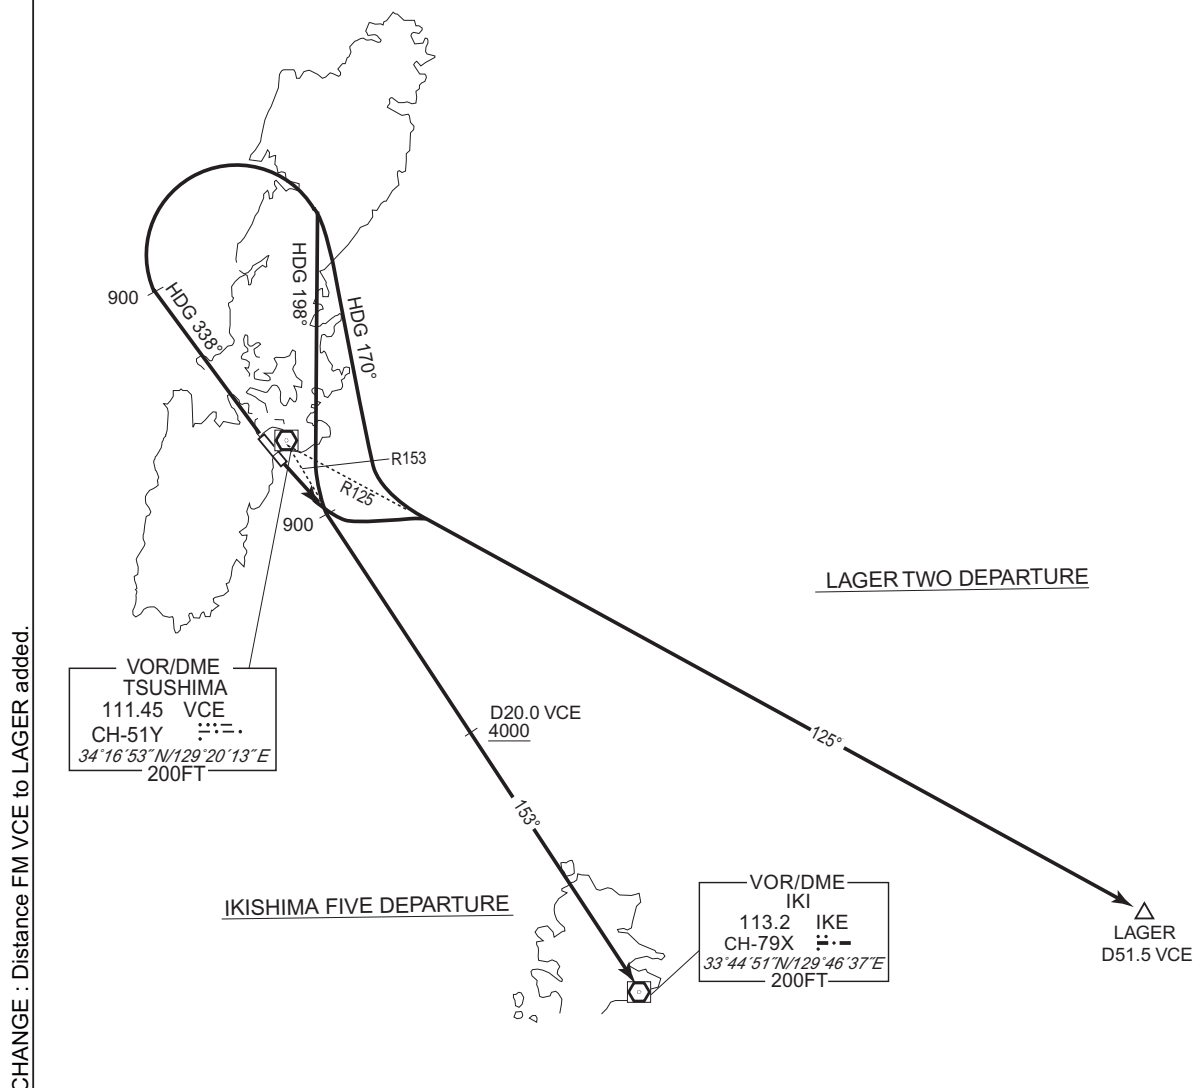 900
HDG 338°
HDG 198°
HDG 170°
R153
R125
900
LAGER TWO DEPARTURE
VOR/DME
TSUSHIMA
111.45 VCE
CH-51Y
34°16′53″N/129°20′13″E
200FT
D20.0 VCE
4000
125°
153°
IKISHIMA FIVE DEPARTURE
VOR/DME
IKI
113.2 IKE
CH-79X
33°44′51″N/129°46′37″E
200FT
LAGER
D51.5 VCE
CHANGE : Distance FM VCE to LAGER added.